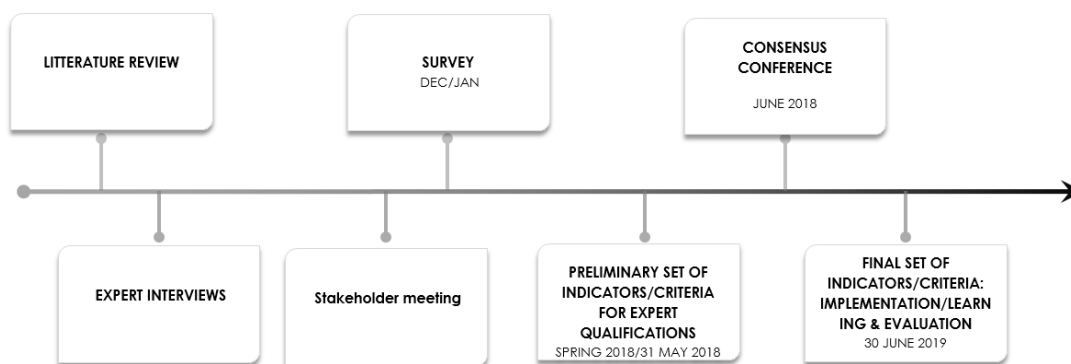 LITTERATURE REVIEW
SURVEY
DEC/JAN
CONSENSUS
CONFERENCE
JUNE 2018
EXPERT INTERVIEWS
Stakeholder meeting
PRELIMINARY SET OF
INDICATORS/CRITERIA
FOR EXPERT
QUALIFICATIONS
SPRING 2018/31 MAY 2018
FINAL SET OF
INDICATORS/CRITERIA:
IMPLEMENTATION/LEARN
ING & EVALUATION
30 JUNE 2019